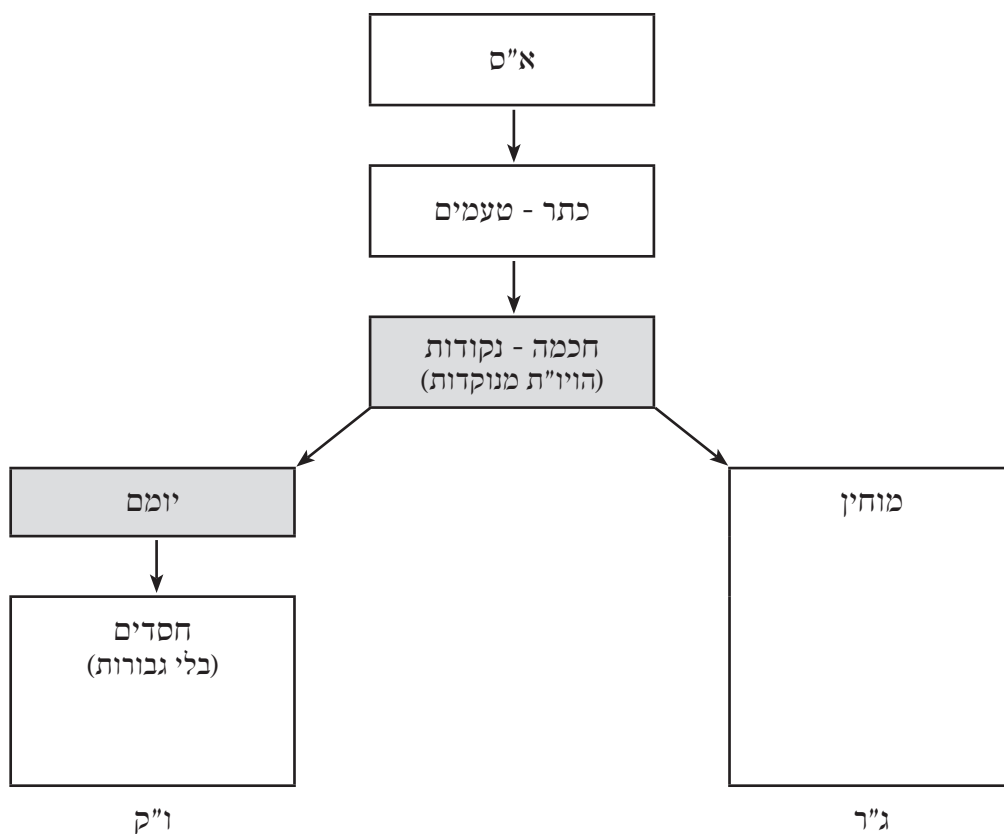 א"ס
כתר - טעמים
חכמה - נקודות
(הויו"ת מנוקדות)
מוחין
יומם
חסדים
(בלי גבורות)
ג"ר
ו"ק